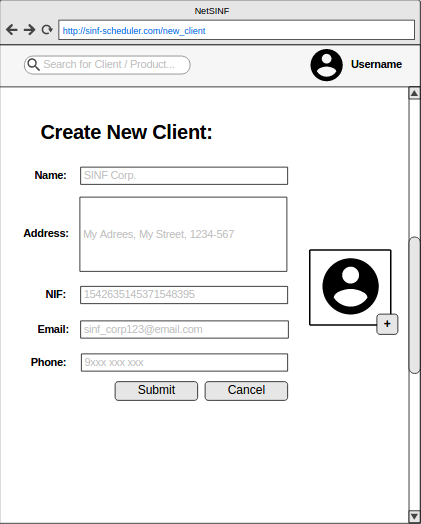 NetSINF
http://sinf-scheduler.com/new_client
Search for Client / Product...
Username
Create New Client:
Name:
SINF Corp.
Address:
My Adrees, My Street, 1234-567
NIF:
1542635145371548395
Email:
sinf_corp123@email.com
Phone:
9xxx xxx xxx
+
Submit
Cancel